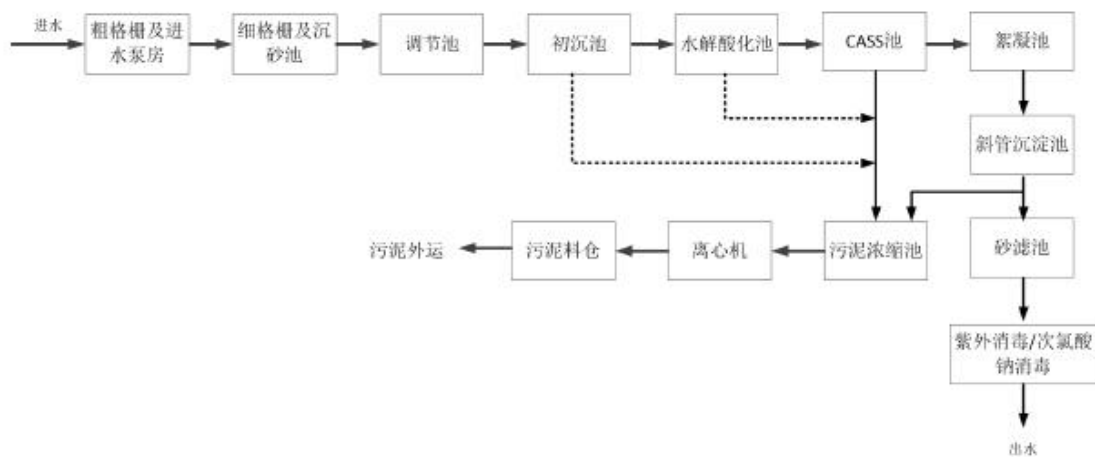 进水
粗格栅及进
水泵房
细格栅及沉
砂池
调节池
初沉池
水解酸化池
CASS池
絮凝池
斜管沉淀池
污泥外运
污泥料仓
离心机
污泥浓缩池
砂滤池
紫外消毒/次氯酸
钠消毒
出水